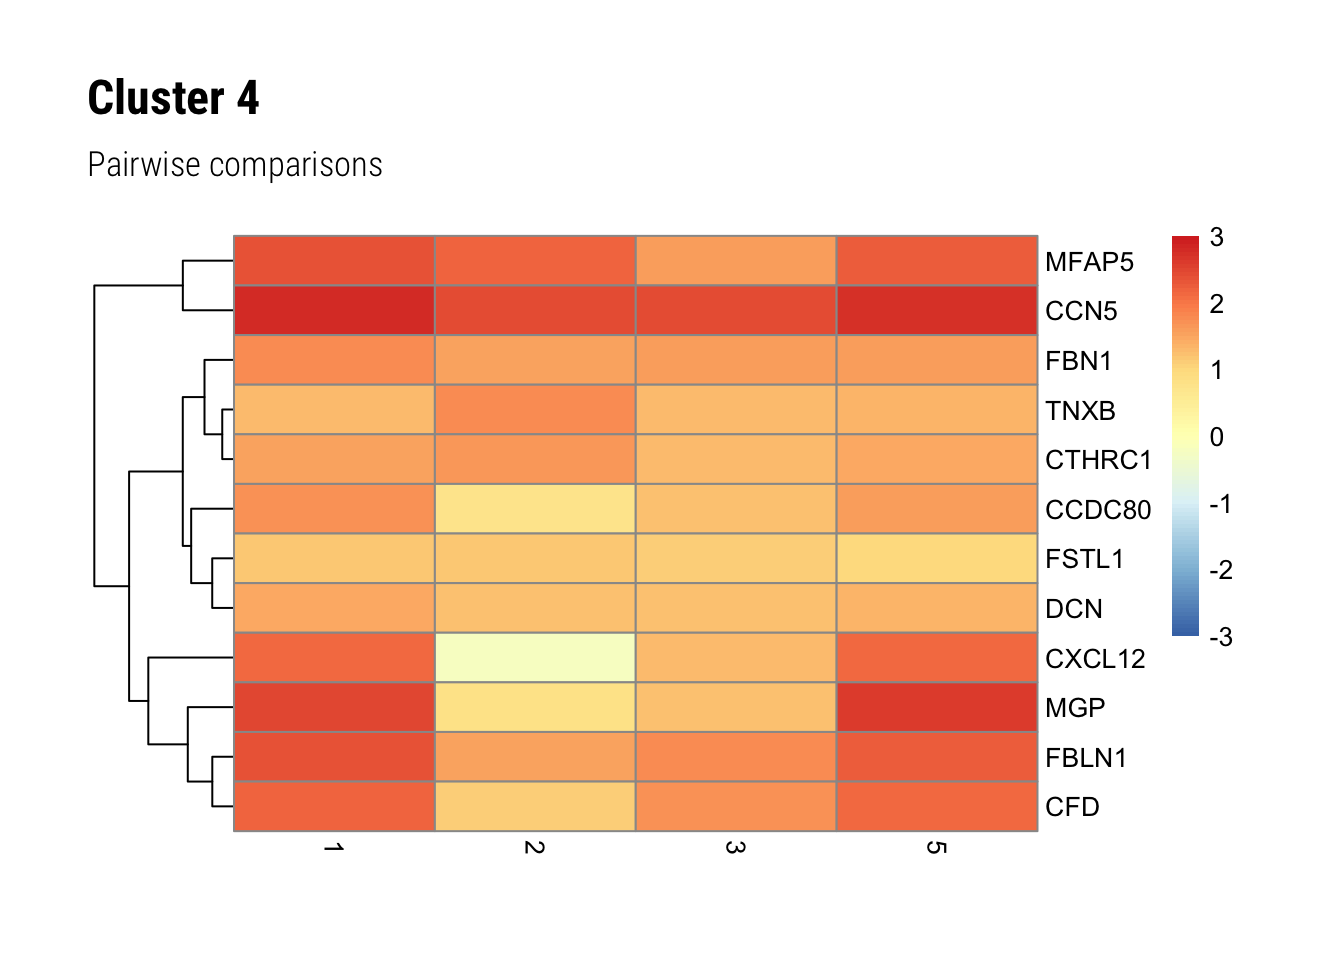 Cluster 4
Pairwise comparisons
MFAP5
CCN5
FBN1
TNXB
CTHRC1
CCDC80
FSTL1
DCN
CXCL12
MGP
FBLN1
CFD
1
2
3
5
3
2
1
0
-1
-2
-3